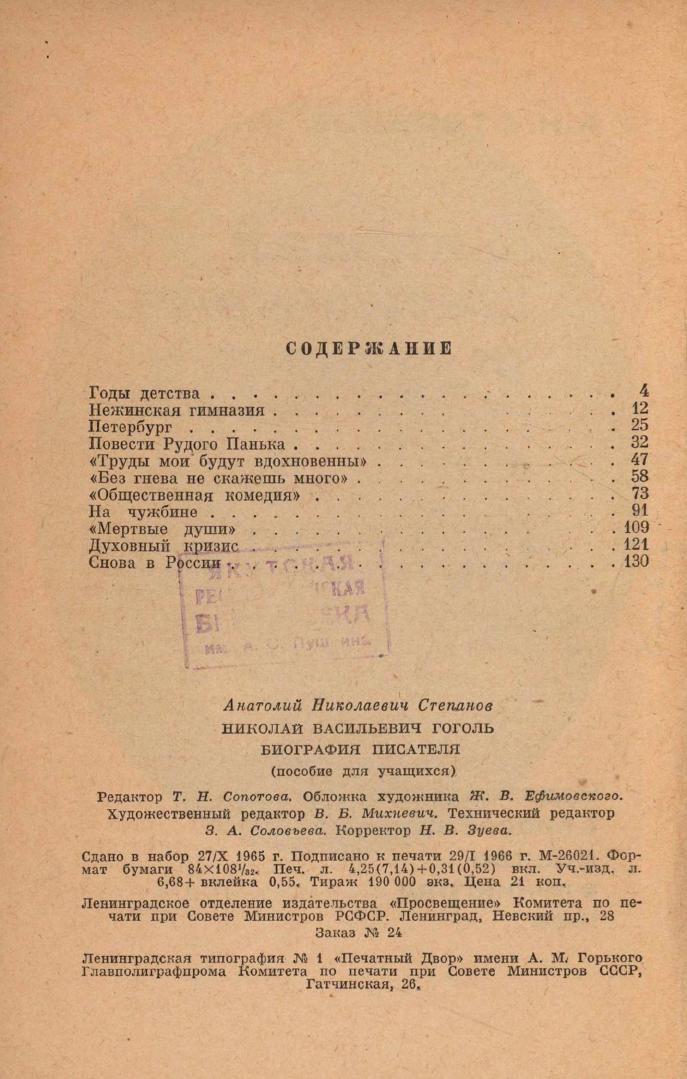 СОДЕРЖАНИЕ
Годы детства . . . . . . . . . . . . . . . . . . . . 4
Нежинская гимназия . . . . . . . . . . . . . . . . . 12
Петербург . . . . . . . . . . . . . . . . . . . . . 25
Повести Рудого Панька . . . . . . . . . . . . . . . . 32
«Труды мои будут вдохновенны» . . . . . . . . . . . . 47
«Без гнева не скажешь много» . . . . . . . . . . . . . 58
«Общественная комедия» . . . . . . . . . . . . . . . 73
На чужбине . . . . . . . . . . . . . . . . . . . . 91
«Мертвые души» . . . . . . . . . . . . . . . . . . 109
Духовный кризис . . . . . . . . . . . . . . . . . . 121
Снова в России . . . . . . . . . . . . . . . . . . . 130
ЯКУТСКАЯ
БИБЛИОТЕКА
им. А. С. Пушкина
Анатолий Николаевич Степанов
НИКОЛАЙ ВАСИЛЬЕВИЧ ГОГОЛЬ
БИОГРАФИЯ ПИСАТЕЛЯ
(пособие для учащихся)
Редактор Т. Н. Сопотова. Обложка художника Ж. В. Ефимовского.
Художественный редактор В. Б. Михневич. Технический редактор
З. А. Соловьева. Корректор Н. В. Зуева.
Сдано в набор 27/X 1965 г. Подписано к печати 29/I 1966 г. М-26021. Фор-
мат бумаги 84×108¹/₃₂. Печ. л. 4,25(7,14)+0,31(0,52) вкл. Уч.-изд. л.
6,68+ вклейка 0,55. Тираж 190 000 экз. Цена 21 коп.
Ленинградское отделение издательства «Просвещение» Комитета по пе-
чати при Совете Министров РСФСР. Ленинград, Невский пр., 28
Заказ № 24
Ленинградская типография № 1 «Печатный Двор» имени А. М. Горького
Главполиграфпрома Комитета по печати при Совете Министров СССР,
Гатчинская, 26.